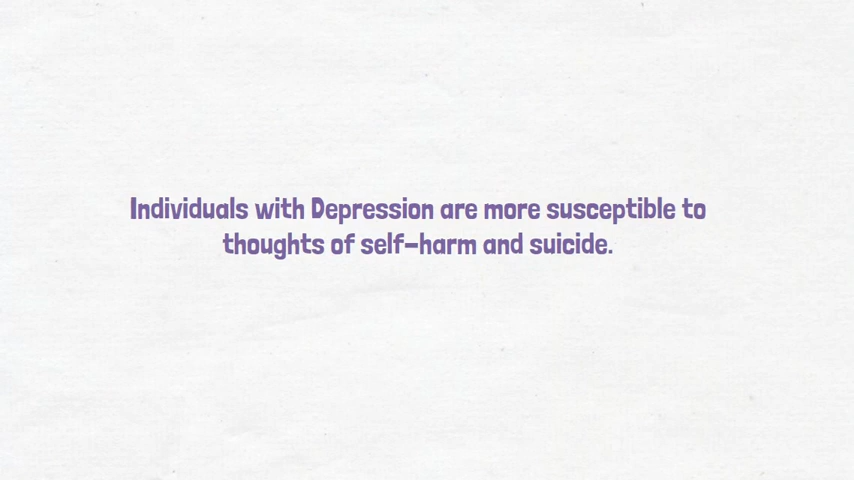 Individuals with Depression are more susceptible to
thoughts of self-harm and suicide.